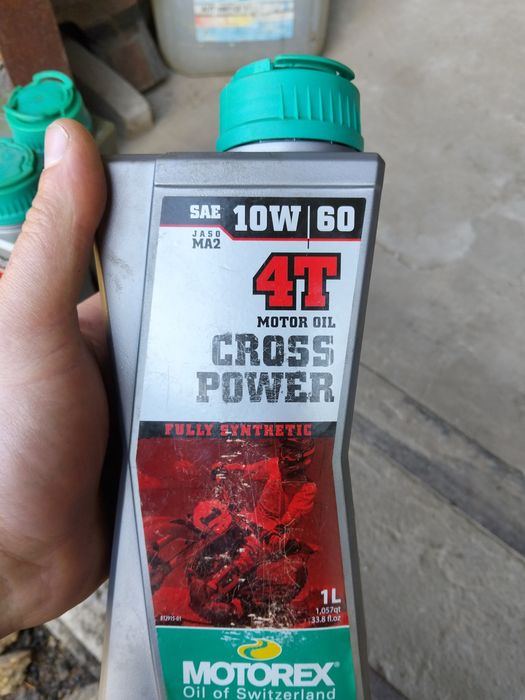 SAE 10W|60
JASO
MA2
4T
MOTOR OIL
CROSS
POWER
FULLY SYNTHETIC
1
1L
1,057qt
33.8 fl.oz
MOTOREX®
Oil of Switzerland